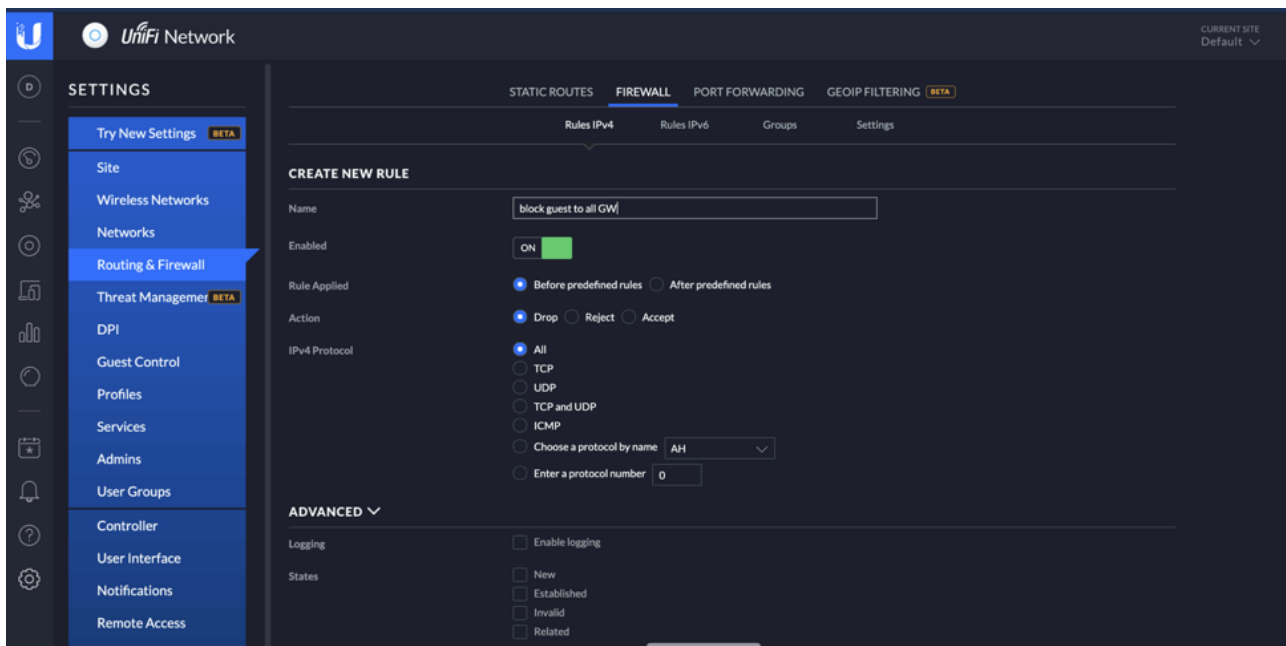 UniFi Network
CURRENT SITE
Default
D
SETTINGS
Try New Settings BETA
Site
Wireless Networks
Networks
Routing & Firewall
Threat Managemer BETA
DPI
Guest Control
Profiles
Services
Admins
User Groups
Controller
User Interface
Notifications
Remote Access
STATIC ROUTES FIREWALL PORT FORWARDING GEOIP FILTERING BETA
Rules IPv4 Rules IPv6 Groups Settings
CREATE NEW RULE
Name block guest to all GW
Enabled ON
Rule Applied Before predefined rules After predefined rules
Action Drop Reject Accept
IPv4 Protocol All
TCP
UDP
TCP and UDP
ICMP
Choose a protocol by name AH
Enter a protocol number 0
ADVANCED
Logging Enable logging
States New
Established
Invalid
Related